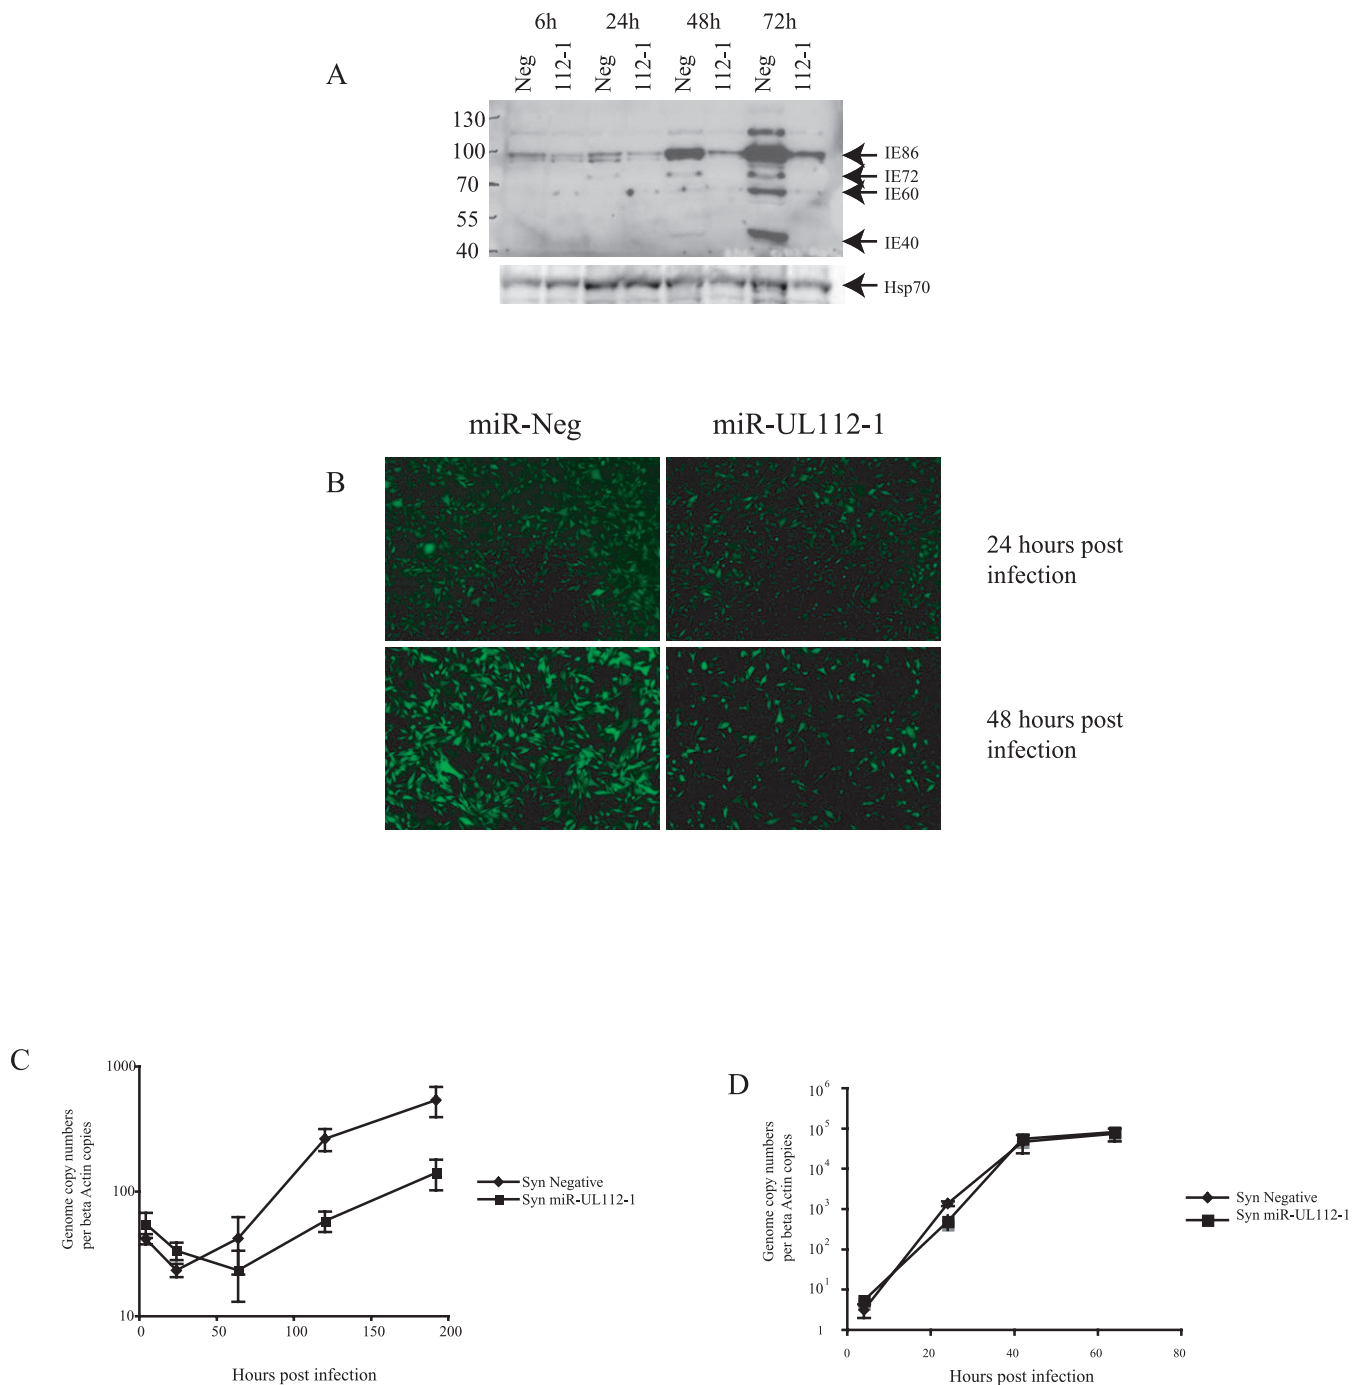 6h 24h 48h 72h
A
Neg 112-1 Neg 112-1 Neg 112-1 Neg 112-1
130
100
70
55
40
IE86
IE72
IE60
IE40
Hsp70
miR-Neg miR-UL112-1
B
24 hours post
infection
48 hours post
infection
C
Genome copy numbers
per beta Actin copies
1000
100
10
0 50 100 150 200
Hours post infection
Syn Negative
Syn miR-UL112-1
D
Genome copy numbers
per beta Actin copies
10^6
10^5
10^4
10^3
10^2
10^1
1
0 20 40 60 80
Hours post infection
Syn Negative
Syn miR-UL112-1